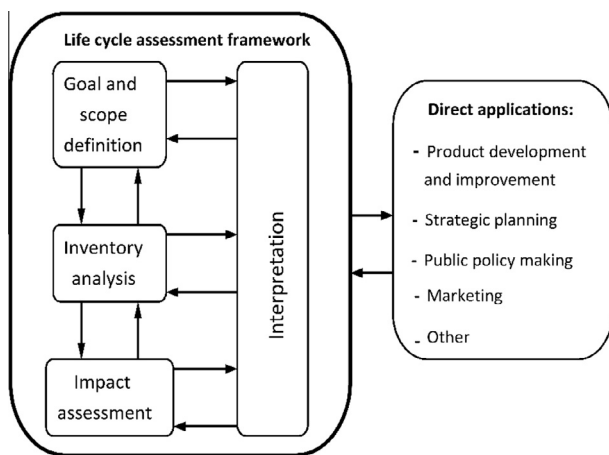 Life cycle assessment framework
Goal and
scope
definition
Inventory
analysis
Impact
assessment
Interpretation
Direct applications:
- Product development
and improvement
- Strategic planning
- Public policy making
- Marketing
- Other